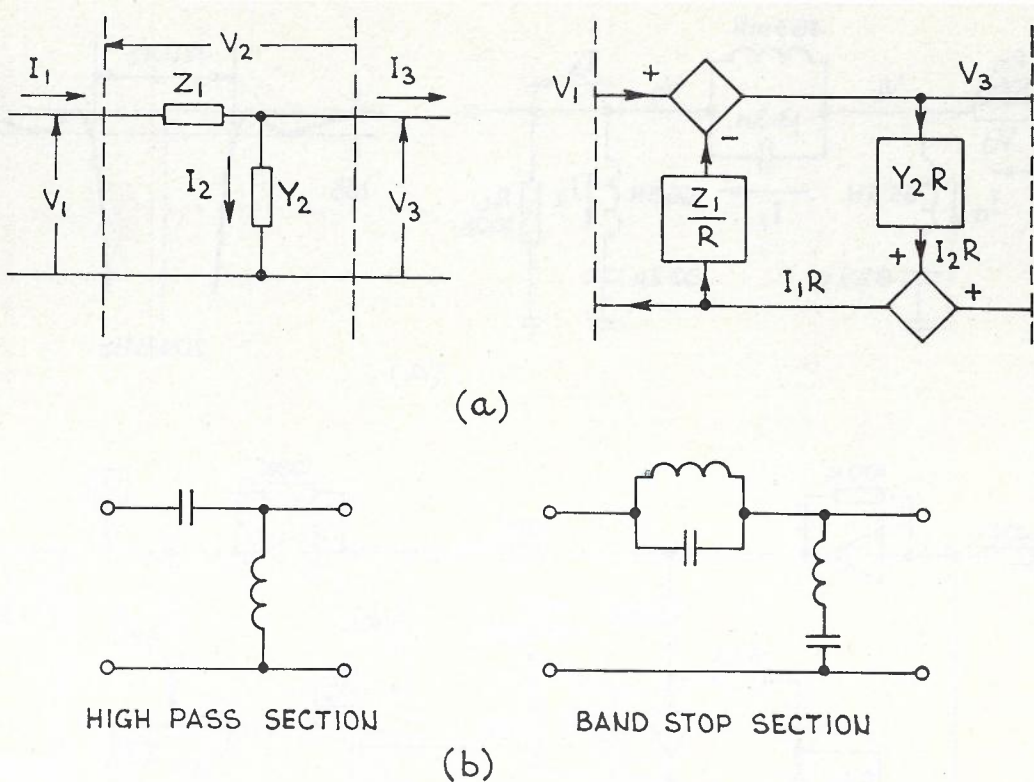 V₂
I₁
Z₁
I₃
I₂
Y₂
V₁
V₃
V₁
+
V₃
−
Z₁
R
Y₂R
+
I₂R
I₁R
+
(a)
HIGH PASS SECTION
BAND STOP SECTION
(b)